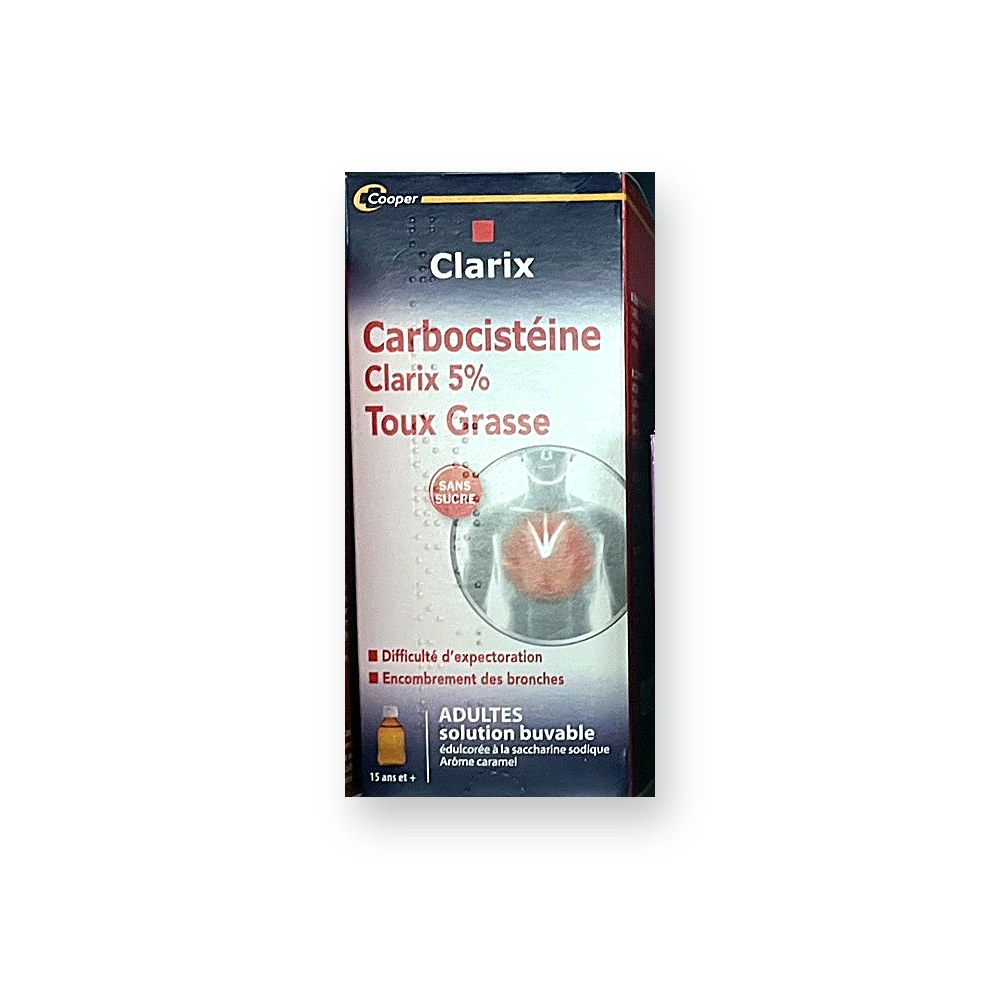 Cooper
Clarix
Carbocistéine
Clarix 5%
Toux Grasse
SANS
SUCRE
Difficulté d'expectoration
Encombrement des bronches
ADULTES
solution buvable
édulcorée à la saccharine sodique
Arôme caramel
15 ans et +